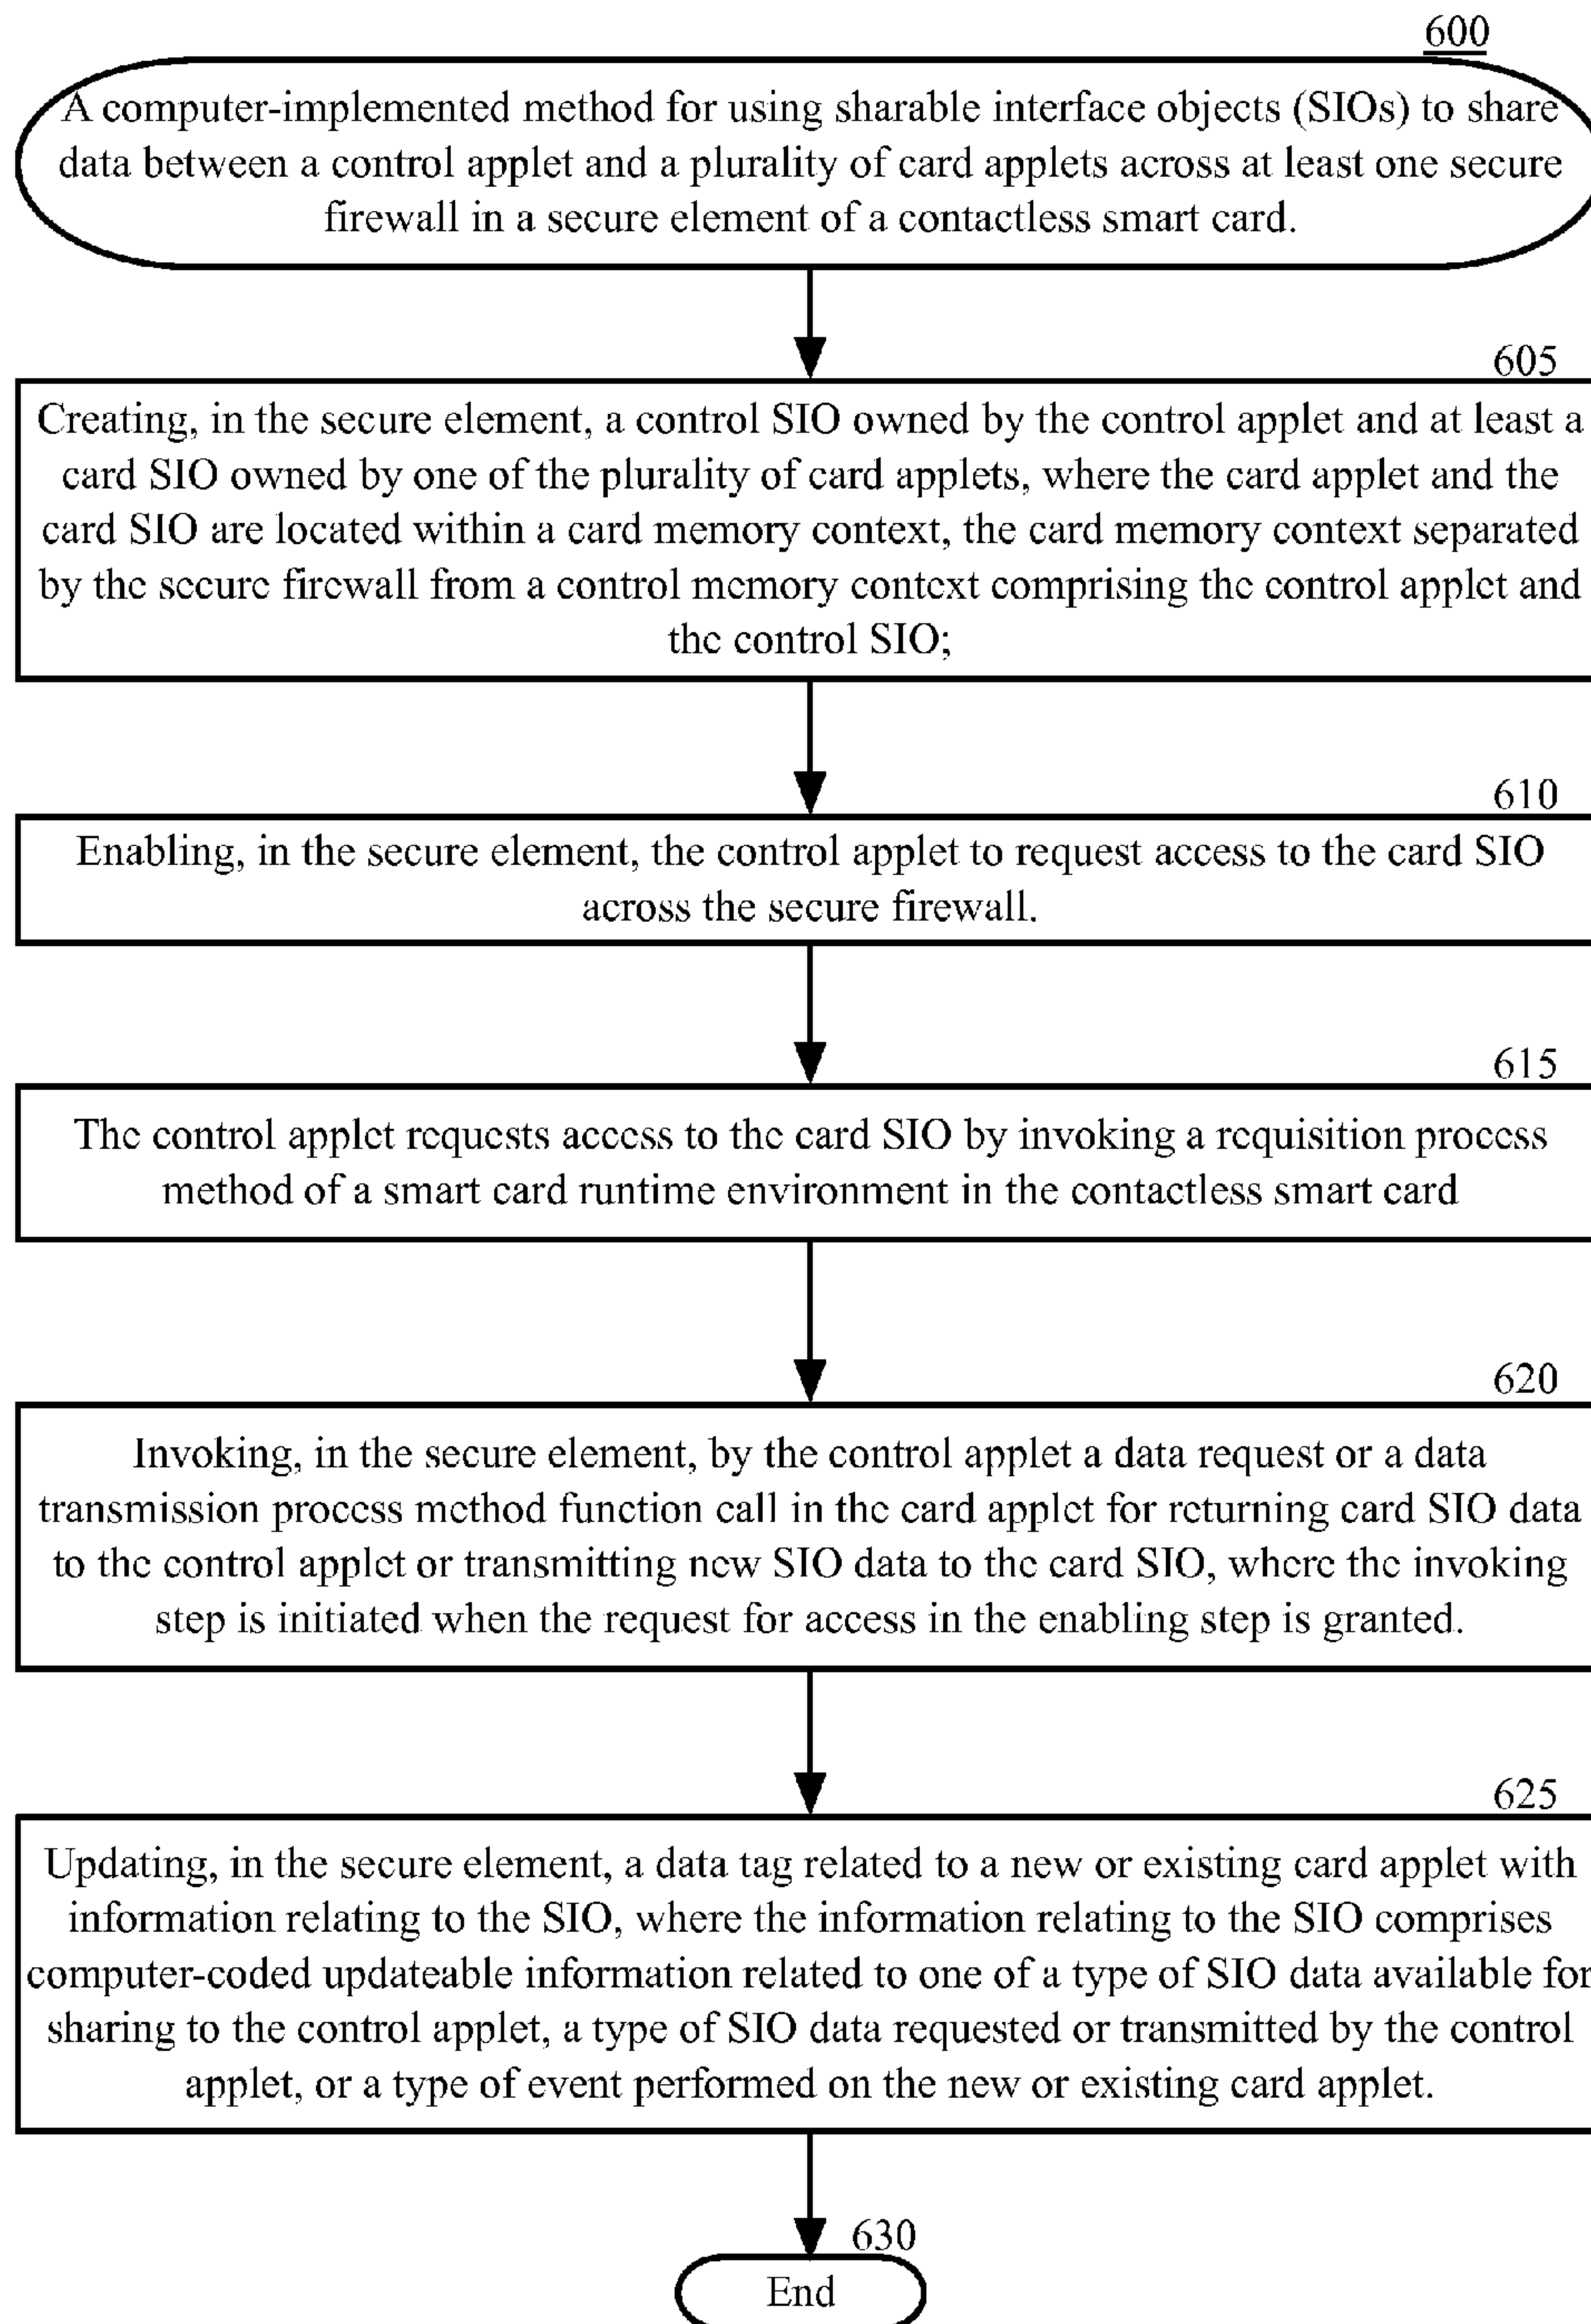 600
A computer-implemented method for using sharable interface objects (SIOs) to share
data between a control applet and a plurality of card applets across at least one secure
firewall in a secure element of a contactless smart card.
605
Creating, in the secure element, a control SIO owned by the control applet and at least a
card SIO owned by one of the plurality of card applets, where the card applet and the
card SIO are located within a card memory context, the card memory context separated
by the secure firewall from a control memory context comprising the control applet and
the control SIO;
610
Enabling, in the secure element, the control applet to request access to the card SIO
across the secure firewall.
615
The control applet requests access to the card SIO by invoking a requisition process
method of a smart card runtime environment in the contactless smart card
620
Invoking, in the secure element, by the control applet a data request or a data
transmission process method function call in the card applet for returning card SIO data
to the control applet or transmitting new SIO data to the card SIO, where the invoking
step is initiated when the request for access in the enabling step is granted.
625
Updating, in the secure element, a data tag related to a new or existing card applet with
information relating to the SIO, where the information relating to the SIO comprises
computer-coded updateable information related to one of a type of SIO data available for
sharing to the control applet, a type of SIO data requested or transmitted by the control
applet, or a type of event performed on the new or existing card applet.
630
End